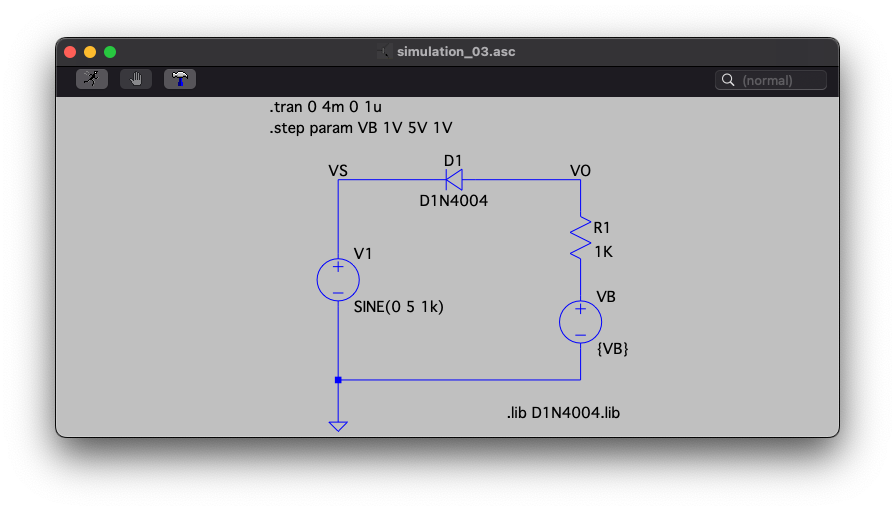 simulation_03.asc
(normal)
.tran 0 4m 0 1u
.step param VB 1V 5V 1V
D1
VS
VO
D1N4004
R1
1K
V1
+
−
SINE(0 5 1k)
VB
+
−
{VB}
.lib D1N4004.lib